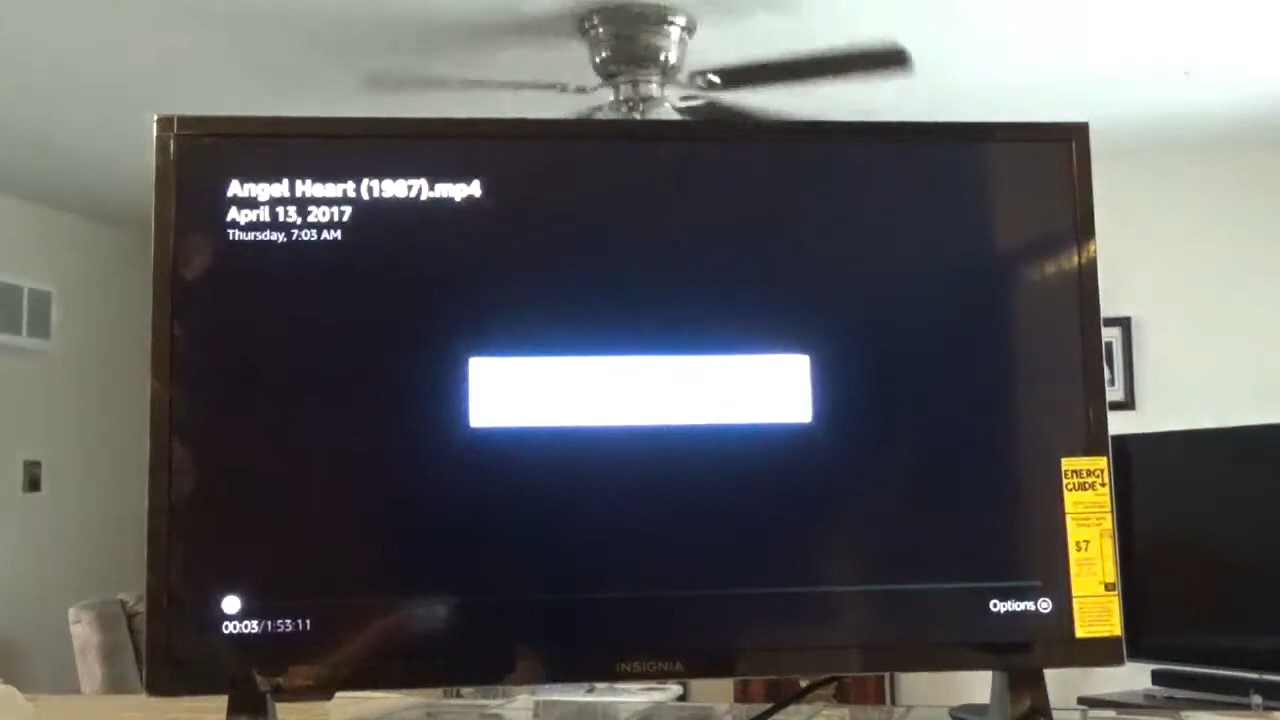 Angel Heart (1987).mp4
April 13, 2017
Thursday, 7:03 AM
ENERGY
GUIDE
$7
00:03/1:53:11
Options
INSIGNIA